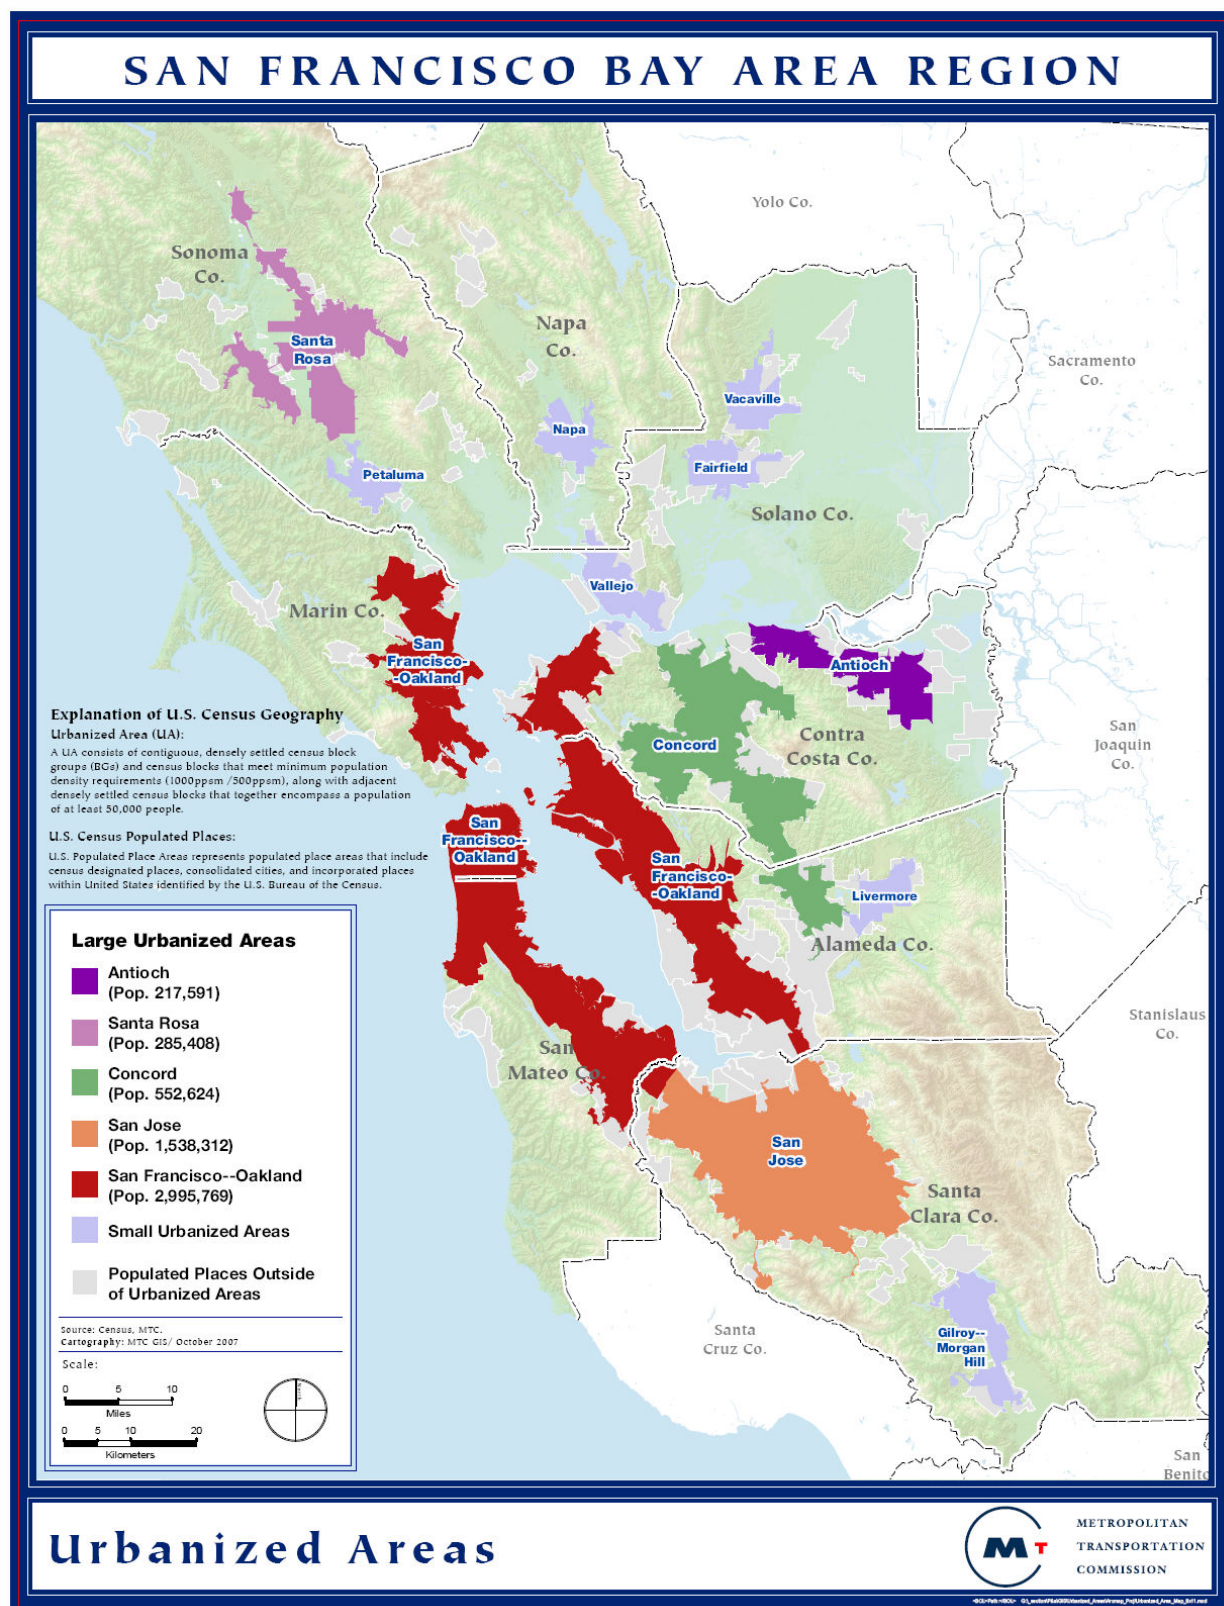 SAN FRANCISCO BAY AREA REGION
Yolo Co.
Sonoma
Co.
Napa
Co.
Santa
Rosa
Sacramento
Co.
Vacaville
Napa
Fairfield
Petaluma
Solano Co.
Vallejo
Marin Co.
San
Francisco-
-Oakland
Antioch
Explanation of U.S. Census Geography
Urbanized Area (UA):
A UA consists of contiguous, densely settled census block
groups (BGs) and census blocks that meet minimum population
density requirements (1000ppsm /500ppsm), along with adjacent
densely settled census blocks that together encompass a population
of at least 50,000 people.
U.S. Census Populated Places:
U.S. Populated Place Areas represents populated place areas that include
census designated places, consolidated cities, and incorporated places
within United States identified by the U.S. Bureau of the Census.
Concord
Contra
Costa Co.
San
Joaquin
Co.
San
Francisco--
Oakland
San
Francisco-
-Oakland
Livermore
Alameda Co.
Stanislaus
Co.
San
Mateo Co.
San
Jose
Santa
Clara Co.
Santa
Cruz Co.
Gilroy--
Morgan
Hill
San
Benito
Large Urbanized Areas
Antioch
(Pop. 217,591)
Santa Rosa
(Pop. 285,408)
Concord
(Pop. 552,624)
San Jose
(Pop. 1,538,312)
San Francisco--Oakland
(Pop. 2,995,769)
Small Urbanized Areas
Populated Places Outside
of Urbanized Areas
Source: Census, MTC.
Cartography: MTC GIS/ October 2007
Scale:
0 5 10
Miles
0 5 10 20
Kilometers
Urbanized Areas
MT
METROPOLITAN
TRANSPORTATION
COMMISSION